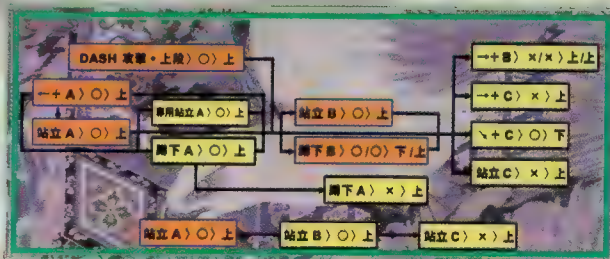 DASH 攻擊・上段〉〇〉上
←+A〉〇〉上
站立A〉〇〉上
專用站立A〉〇〉上
蹲下A〉〇〉上
站立B〉〇〉上
蹲下B〉〇/〇〉下/上
蹲下A〉×〉上
→+B〉×/×〉上/上
→+C〉×〉上
↘+C〉〇〉下
站立C〉×〉上
站立A〉〇〉上
站立B〉〇〉上
站立C〉×〉上